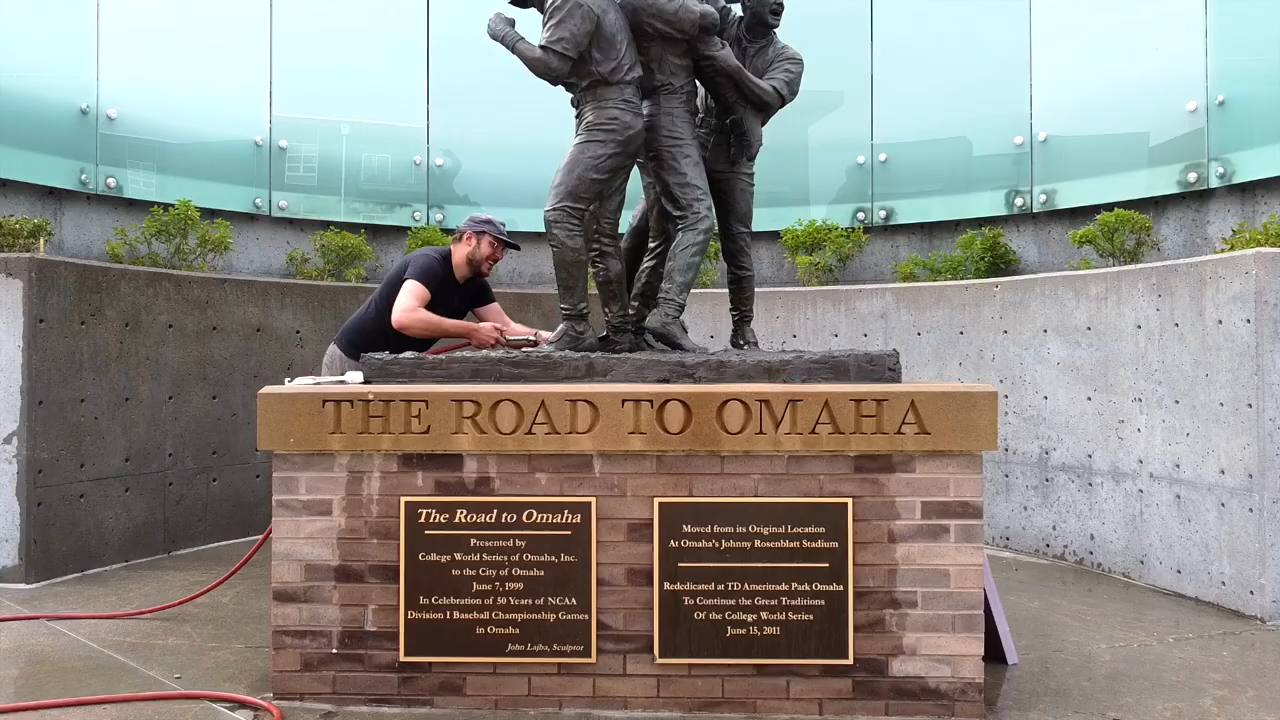 THE ROAD TO OMAHA
The Road to Omaha
Presented by
College World Series of Omaha, Inc.
to the City of Omaha
June 7, 1999
In Celebration of 50 Years of NCAA
Division I Baseball Championship Games
in Omaha
John Lajba, Sculptor
Moved from its Original Location
At Omaha's Johnny Rosenblatt Stadium
Rededicated at TD Ameritrade Park Omaha
To Continue the Great Traditions
Of the College World Series
June 15, 2011